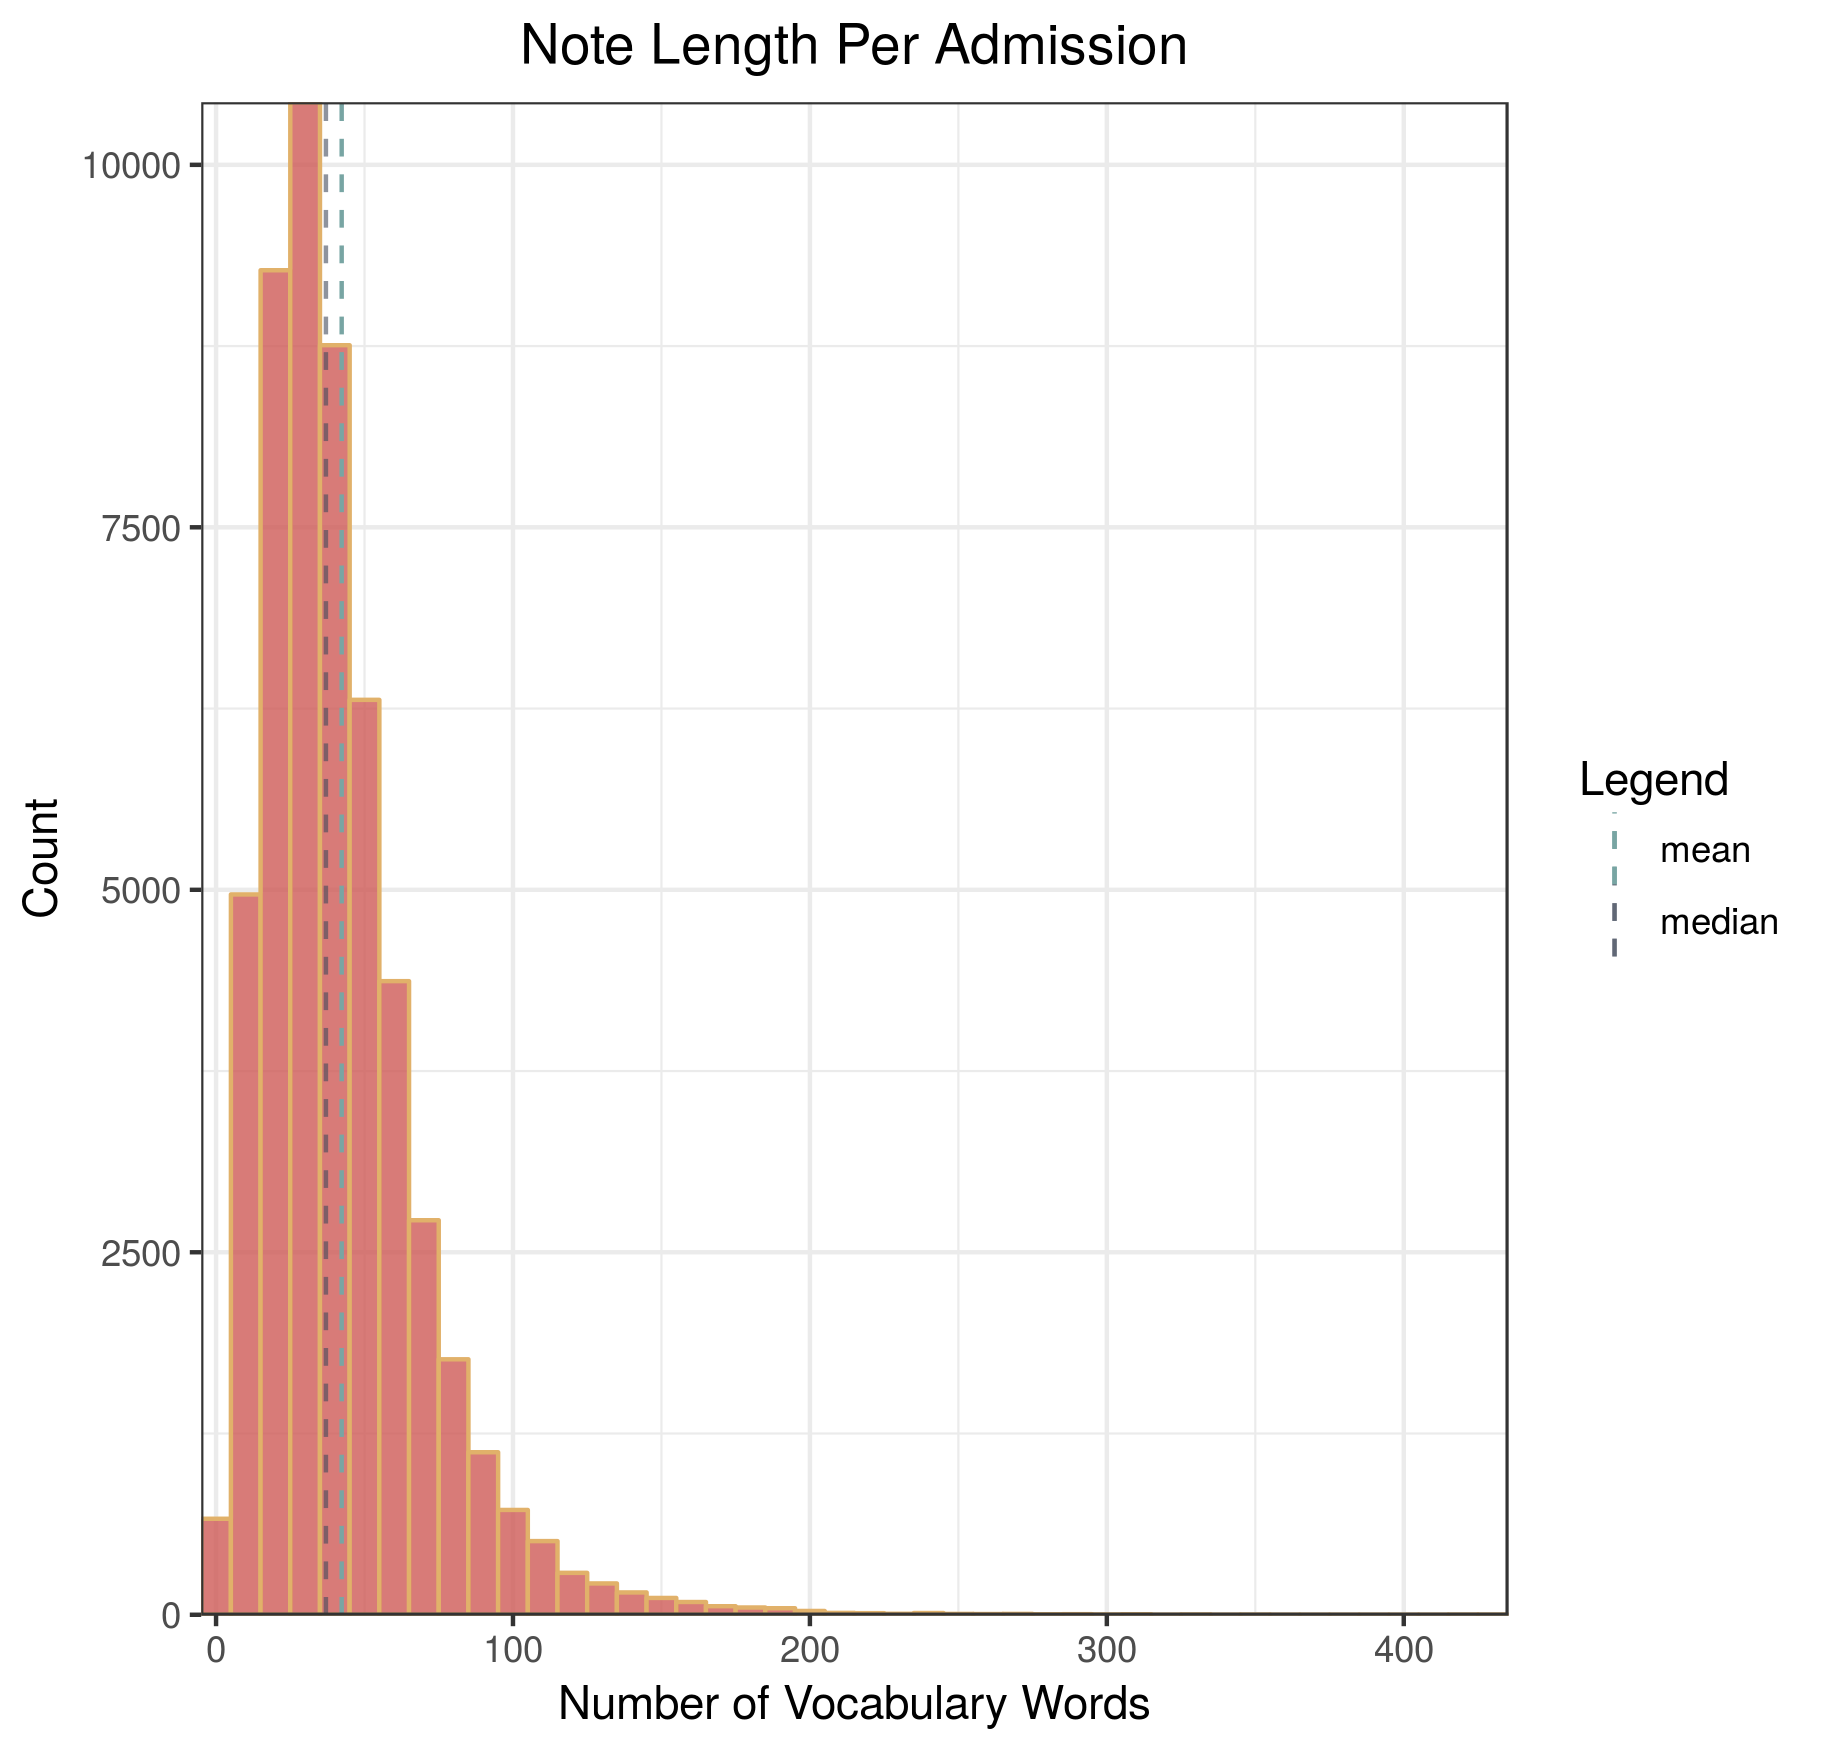 Note Length Per Admission
10000
7500
5000
2500
0
Count
0 100 200 300 400
Number of Vocabulary Words
Legend
mean
median